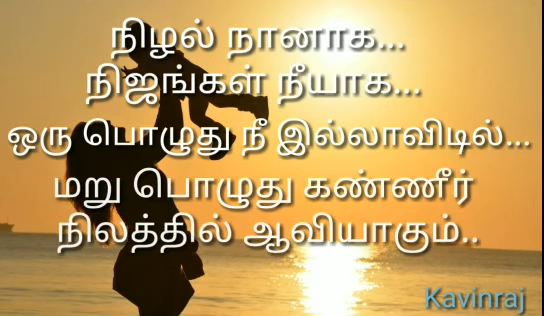 நிழல் நானாக...
நிஜங்கள் நீயாக...
ஒரு பொழுது நீ இல்லாவிடில்...
மறு பொழுது கண்ணீர்
நிலத்தில் ஆவியாகும்..
Kavinraj